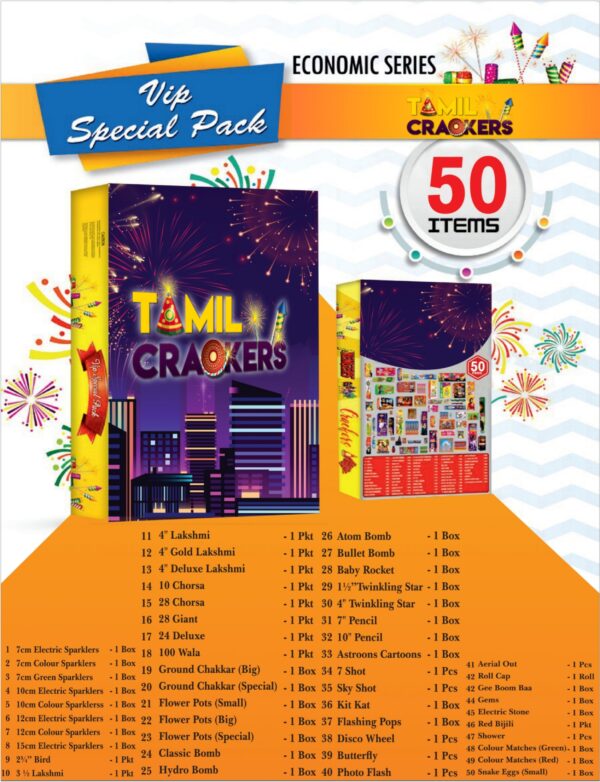 ECONOMIC SERIES
Vip
Special Pack
TAMIL
CRACKERS
50
ITEMS
TAMIL
CRACKERS
Vip Special Pack
50
Crackers
1 7cm Electric Sparklers - 1 Box
2 7cm Colour Sparklers - 1 Box
3 7cm Green Sparklers - 1 Box
4 10cm Electric Sparklerss - 1 Box
5 10cm Colour Sparklerss - 1 Box
6 12cm Electric Sparklers - 1 Box
7 12cm Colour Sparklers - 1 Box
8 15cm Electric Sparklers - 1 Box
9 2¾" Bird - 1 Pkt
10 3 ½ Lakshmi - 1 Pkt
11 4" Lakshmi - 1 Pkt
12 4" Gold Lakshmi - 1 Pkt
13 4" Deluxe Lakshmi - 1 Pkt
14 10 Chorsa - 1 Pkt
15 28 Chorsa - 1 Pkt
16 28 Giant - 1 Pkt
17 24 Deluxe - 1 Pkt
18 100 Wala - 1 Pkt
19 Ground Chakkar (Big) - 1 Box
20 Ground Chakkar (Special) - 1 Box
21 Flower Pots (Small) - 1 Box
22 Flower Pots (Big) - 1 Box
23 Flower Pots (Special) - 1 Box
24 Classic Bomb - 1 Box
25 Hydro Bomb - 1 Box
26 Atom Bomb - 1 Box
27 Bullet Bomb - 1 Box
28 Baby Rocket - 1 Box
29 1½"Twinkling Star - 1 Box
30 4" Twinkling Star - 1 Box
31 7" Pencil - 1 Box
32 10" Pencil - 1 Box
33 Astroons Cartoons - 1 Box
34 7 Shot - 1 Pcs
35 Sky Shot - 1 Pcs
36 Kit Kat - 1 Box
37 Flashing Pops - 1 Box
38 Disco Wheel - 1 Pcs
39 Butterfly - 1 Pcs
40 Photo Flash - 1 Pcs
41 Aerial Out - 1 Pcs
42 Roll Cap - 1 Roll
42 Gee Boom Baa - 1 Box
44 Gems - 1 Box
45 Electric Stone - 1 Box
46 Red Bijili - 1 Pkt
47 Shower - 1 Pcs
48 Colour Matches (Green) - 1 Box
49 Colour Matches (Red) - 1 Box
50 Snake Eggs (Small) - 1 Box